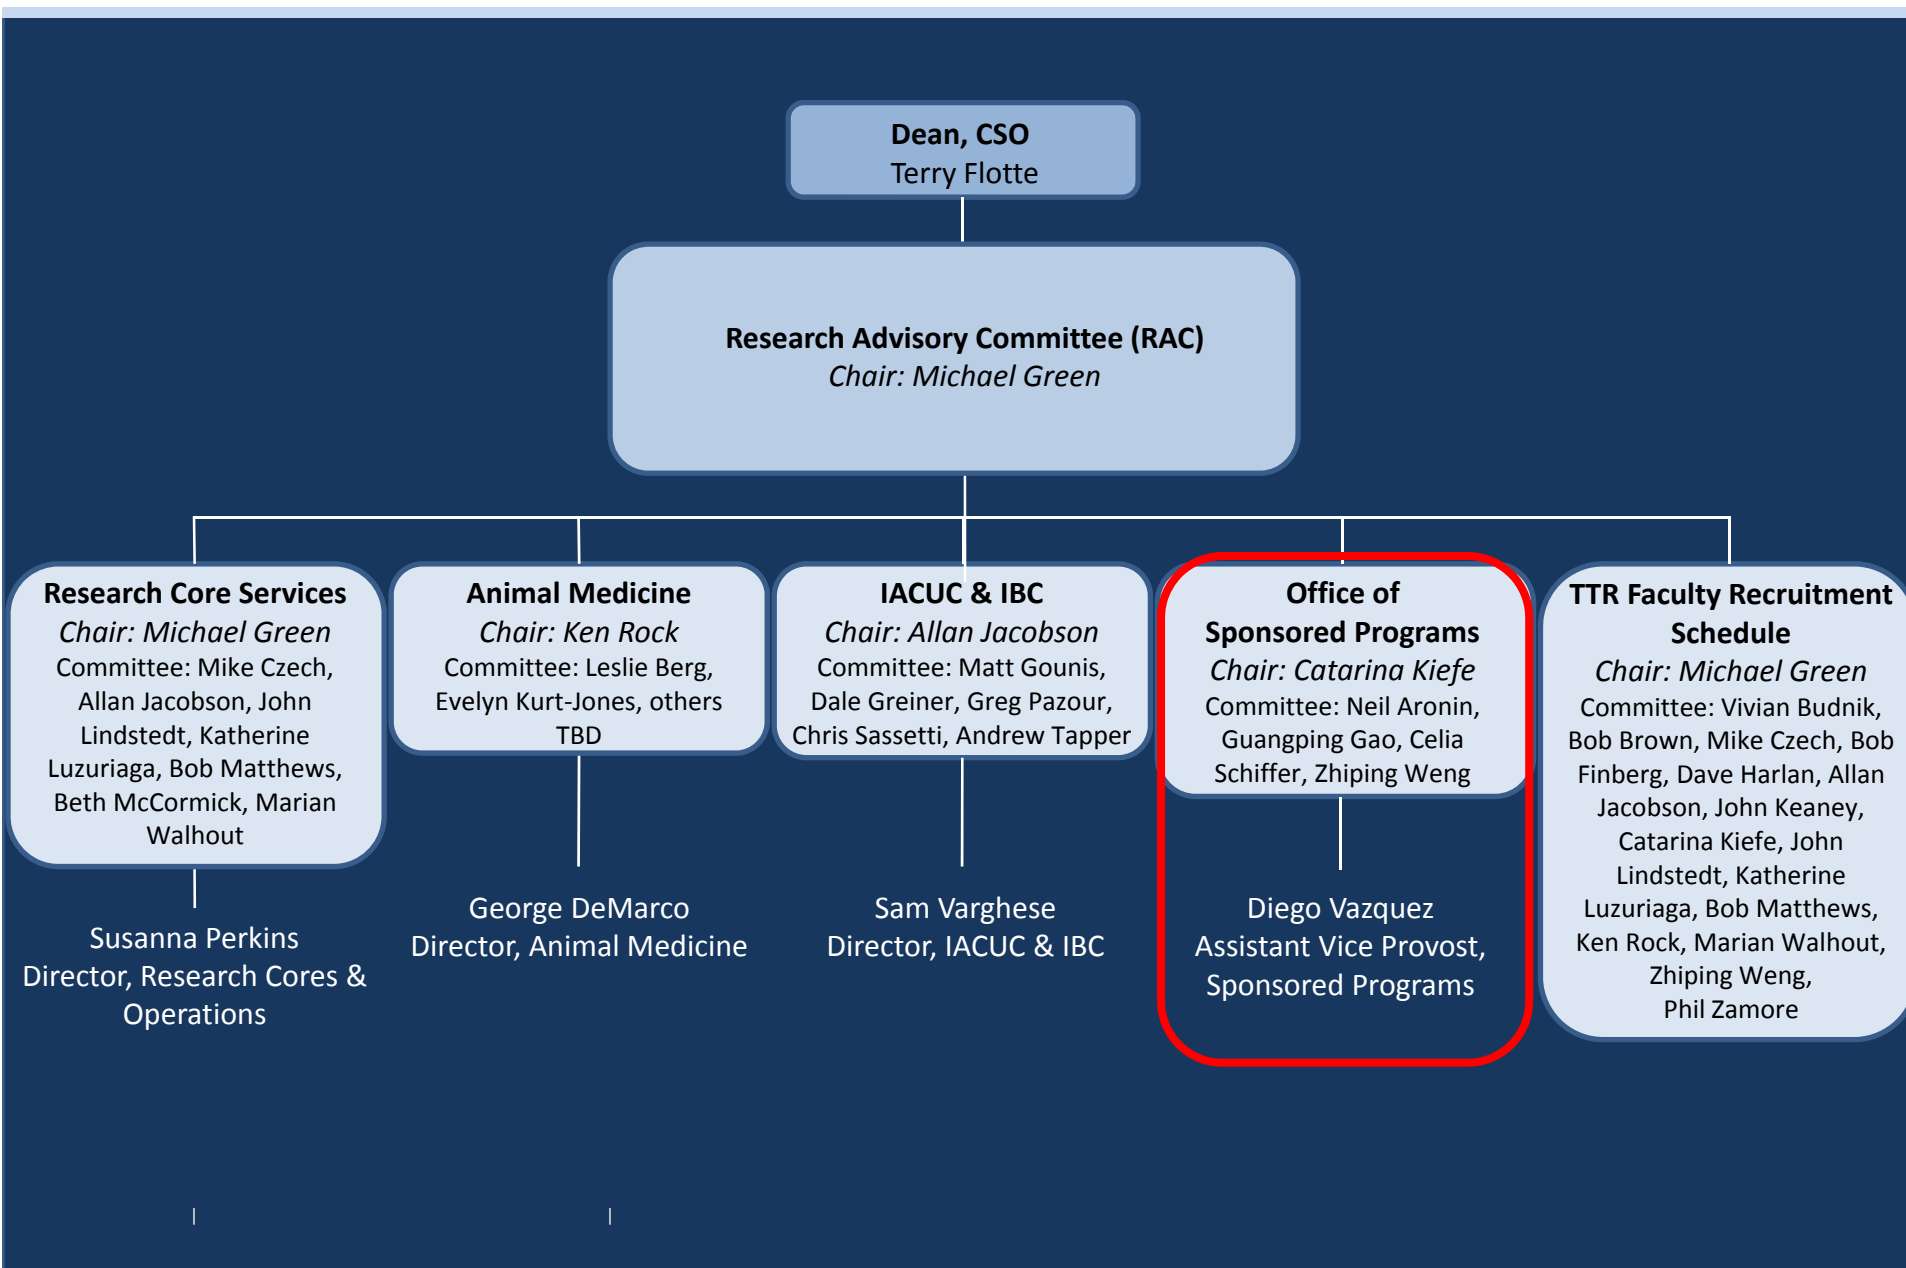 Dean, CSO
Terry Flotte
Research Advisory Committee (RAC)
Chair: Michael Green
Research Core Services
Chair: Michael Green
Committee: Mike Czech,
Allan Jacobson, John
Lindstedt, Katherine
Luzuriaga, Bob Matthews,
Beth McCormick, Marian
Walhout
Susanna Perkins
Director, Research Cores &
Operations
Animal Medicine
Chair: Ken Rock
Committee: Leslie Berg,
Evelyn Kurt-Jones, others
TBD
George DeMarco
Director, Animal Medicine
IACUC & IBC
Chair: Allan Jacobson
Committee: Matt Gounis,
Dale Greiner, Greg Pazour,
Chris Sassetti, Andrew Tapper
Sam Varghese
Director, IACUC & IBC
Office of
Sponsored Programs
Chair: Catarina Kiefe
Committee: Neil Aronin,
Guangping Gao, Celia
Schiffer, Zhiping Weng
Diego Vazquez
Assistant Vice Provost,
Sponsored Programs
TTR Faculty Recruitment
Schedule
Chair: Michael Green
Committee: Vivian Budnik,
Bob Brown, Mike Czech, Bob
Finberg, Dave Harlan, Allan
Jacobson, John Keaney,
Catarina Kiefe, John
Lindstedt, Katherine
Luzuriaga, Bob Matthews,
Ken Rock, Marian Walhout,
Zhiping Weng,
Phil Zamore